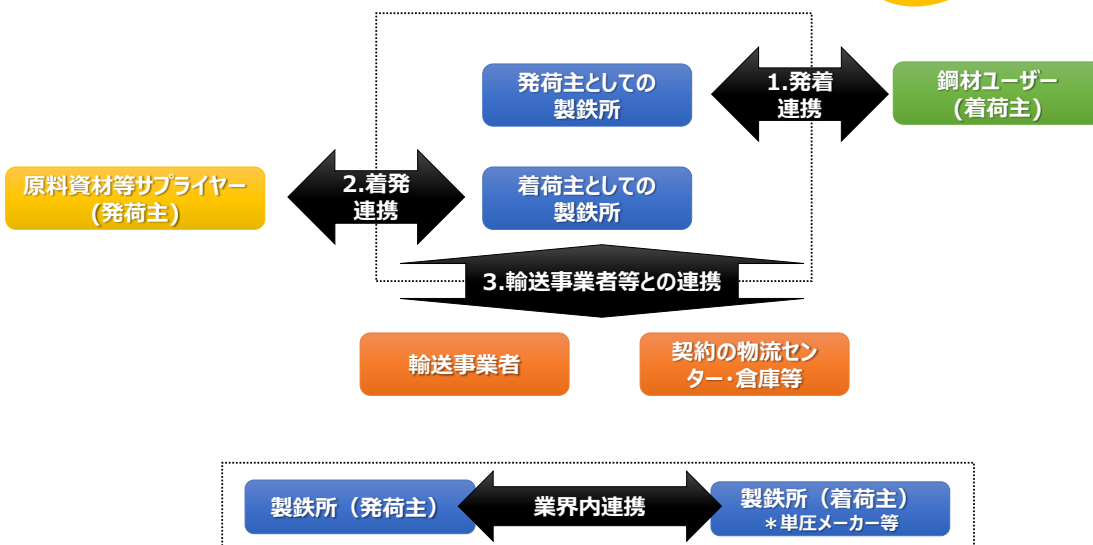 発荷主としての
製鉄所
1.発着
連携
鋼材ユーザー
(着荷主)
原料資材等サプライヤー
(発荷主)
2.着発
連携
着荷主としての
製鉄所
3.輸送事業者等との連携
輸送事業者
契約の物流セン
ター・倉庫等
製鉄所（発荷主）
業界内連携
製鉄所（着荷主）
＊単圧メーカー等